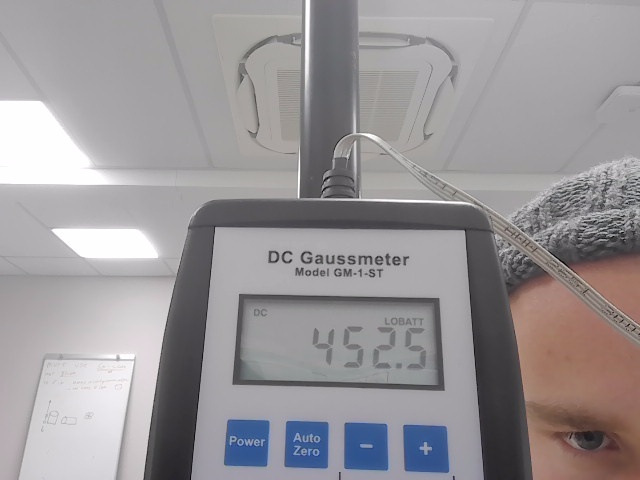 DC Gaussmeter
Model GM-1-ST
DC
LOBATT
452.5
Power
Auto
Zero
-
+